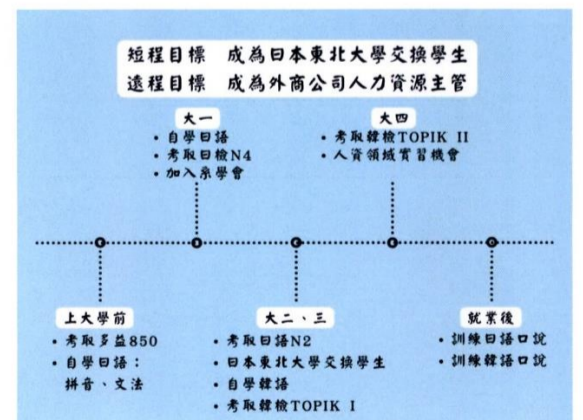 短程目標　成為日本東北大學交換學生
遠程目標　成為外商公司人力資源主管
大一
• 自學日語
• 考取日檢N4
• 加入系學會
大四
• 考取韓檢TOPIK II
• 人資領域實習機會
上大學前
• 考取多益850
• 自學日語：
拼音、文法
大二、三
• 考取日語N2
• 日本東北大學交換學生
• 自學韓語
• 考取韓檢TOPIK I
就業後
• 訓練日語口說
• 訓練韓語口說